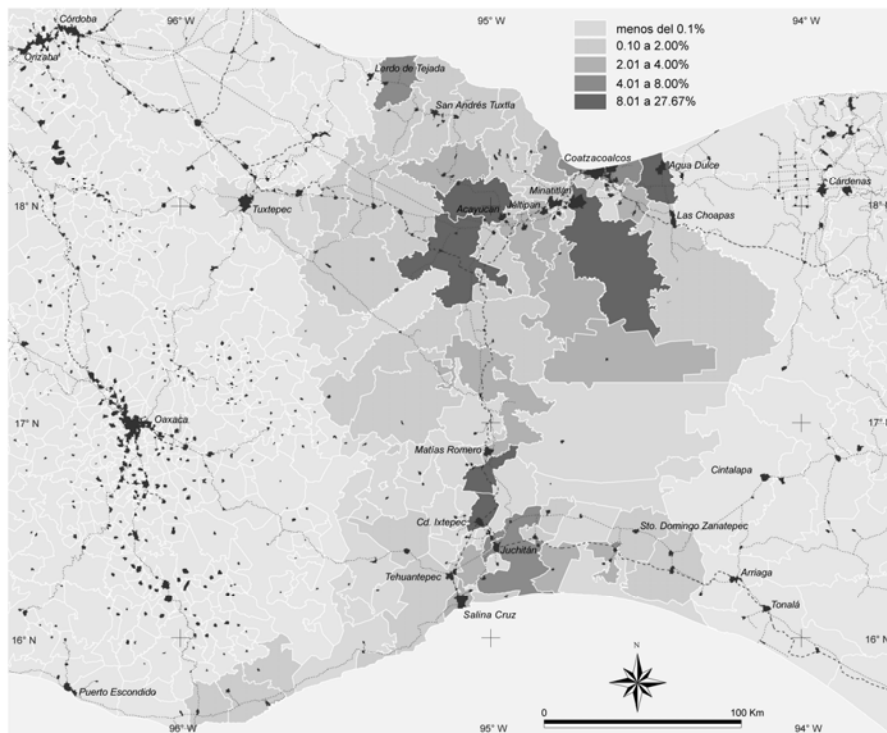 96° W
95° W
94° W
Córdoba
Orizaba
menos del 0.1%
0.10 a 2.00%
2.01 a 4.00%
4.01 a 8.00%
8.01 a 27.67%
Lerdo de Tejada
San Andrés Tuxtla
Coatzacoalcos
Agua Dulce
Minatitlán
Cárdenas
18° N
Tuxtepec
Acayucan
Jáltipan
Las Choapas
18° N
17° N
Oaxaca
17° N
Matías Romero
Cintalapa
Cd. Ixtepec
Sto. Domingo Zanatepec
Juchitán
Tehuantepec
Arriaga
Salina Cruz
Tonalá
16° N
16° N
N
Puerto Escondido
0
100 Km
96° W
95° W
94° W